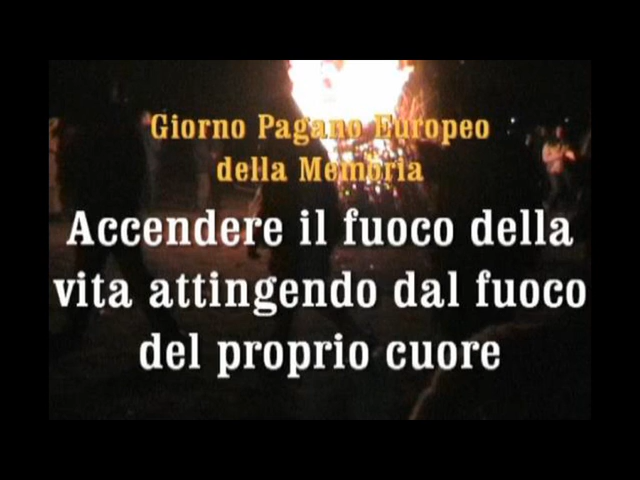 Giorno Pagano Europeo
della Memoria
Accendere il fuoco della
vita attingendo dal fuoco
del proprio cuore